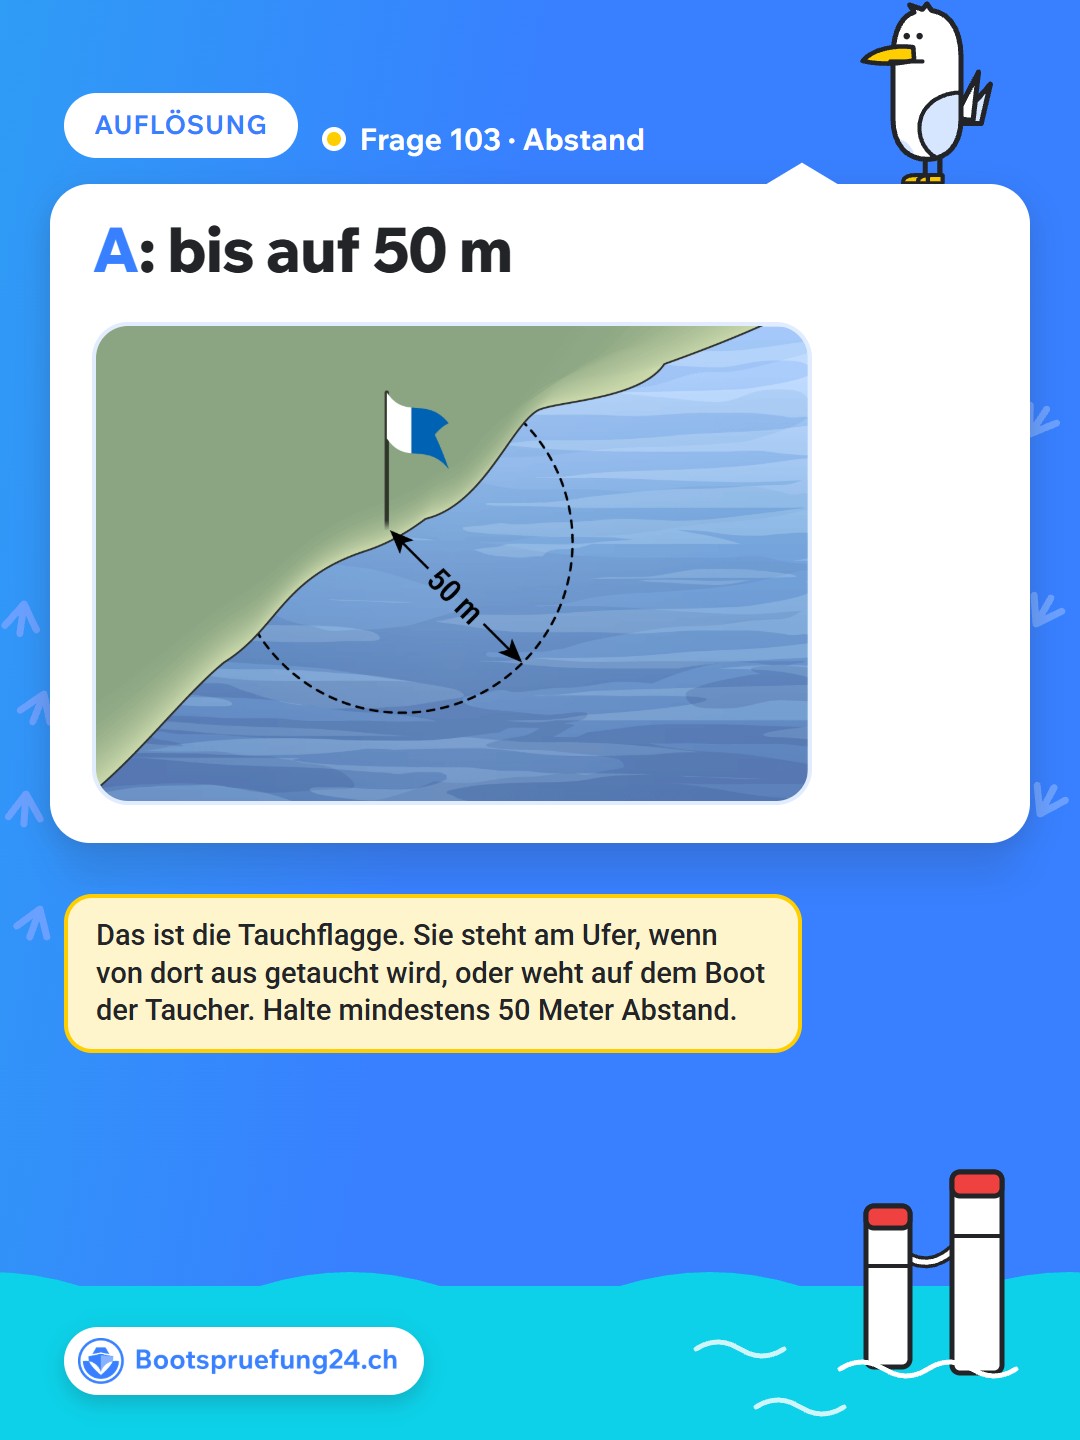 AUFLÖSUNG
Frage 103 · Abstand
A: bis auf 50 m
50 m
Das ist die Tauchflagge. Sie steht am Ufer, wenn
von dort aus getaucht wird, oder weht auf dem Boot
der Taucher. Halte mindestens 50 Meter Abstand.
Bootspruefung24.ch